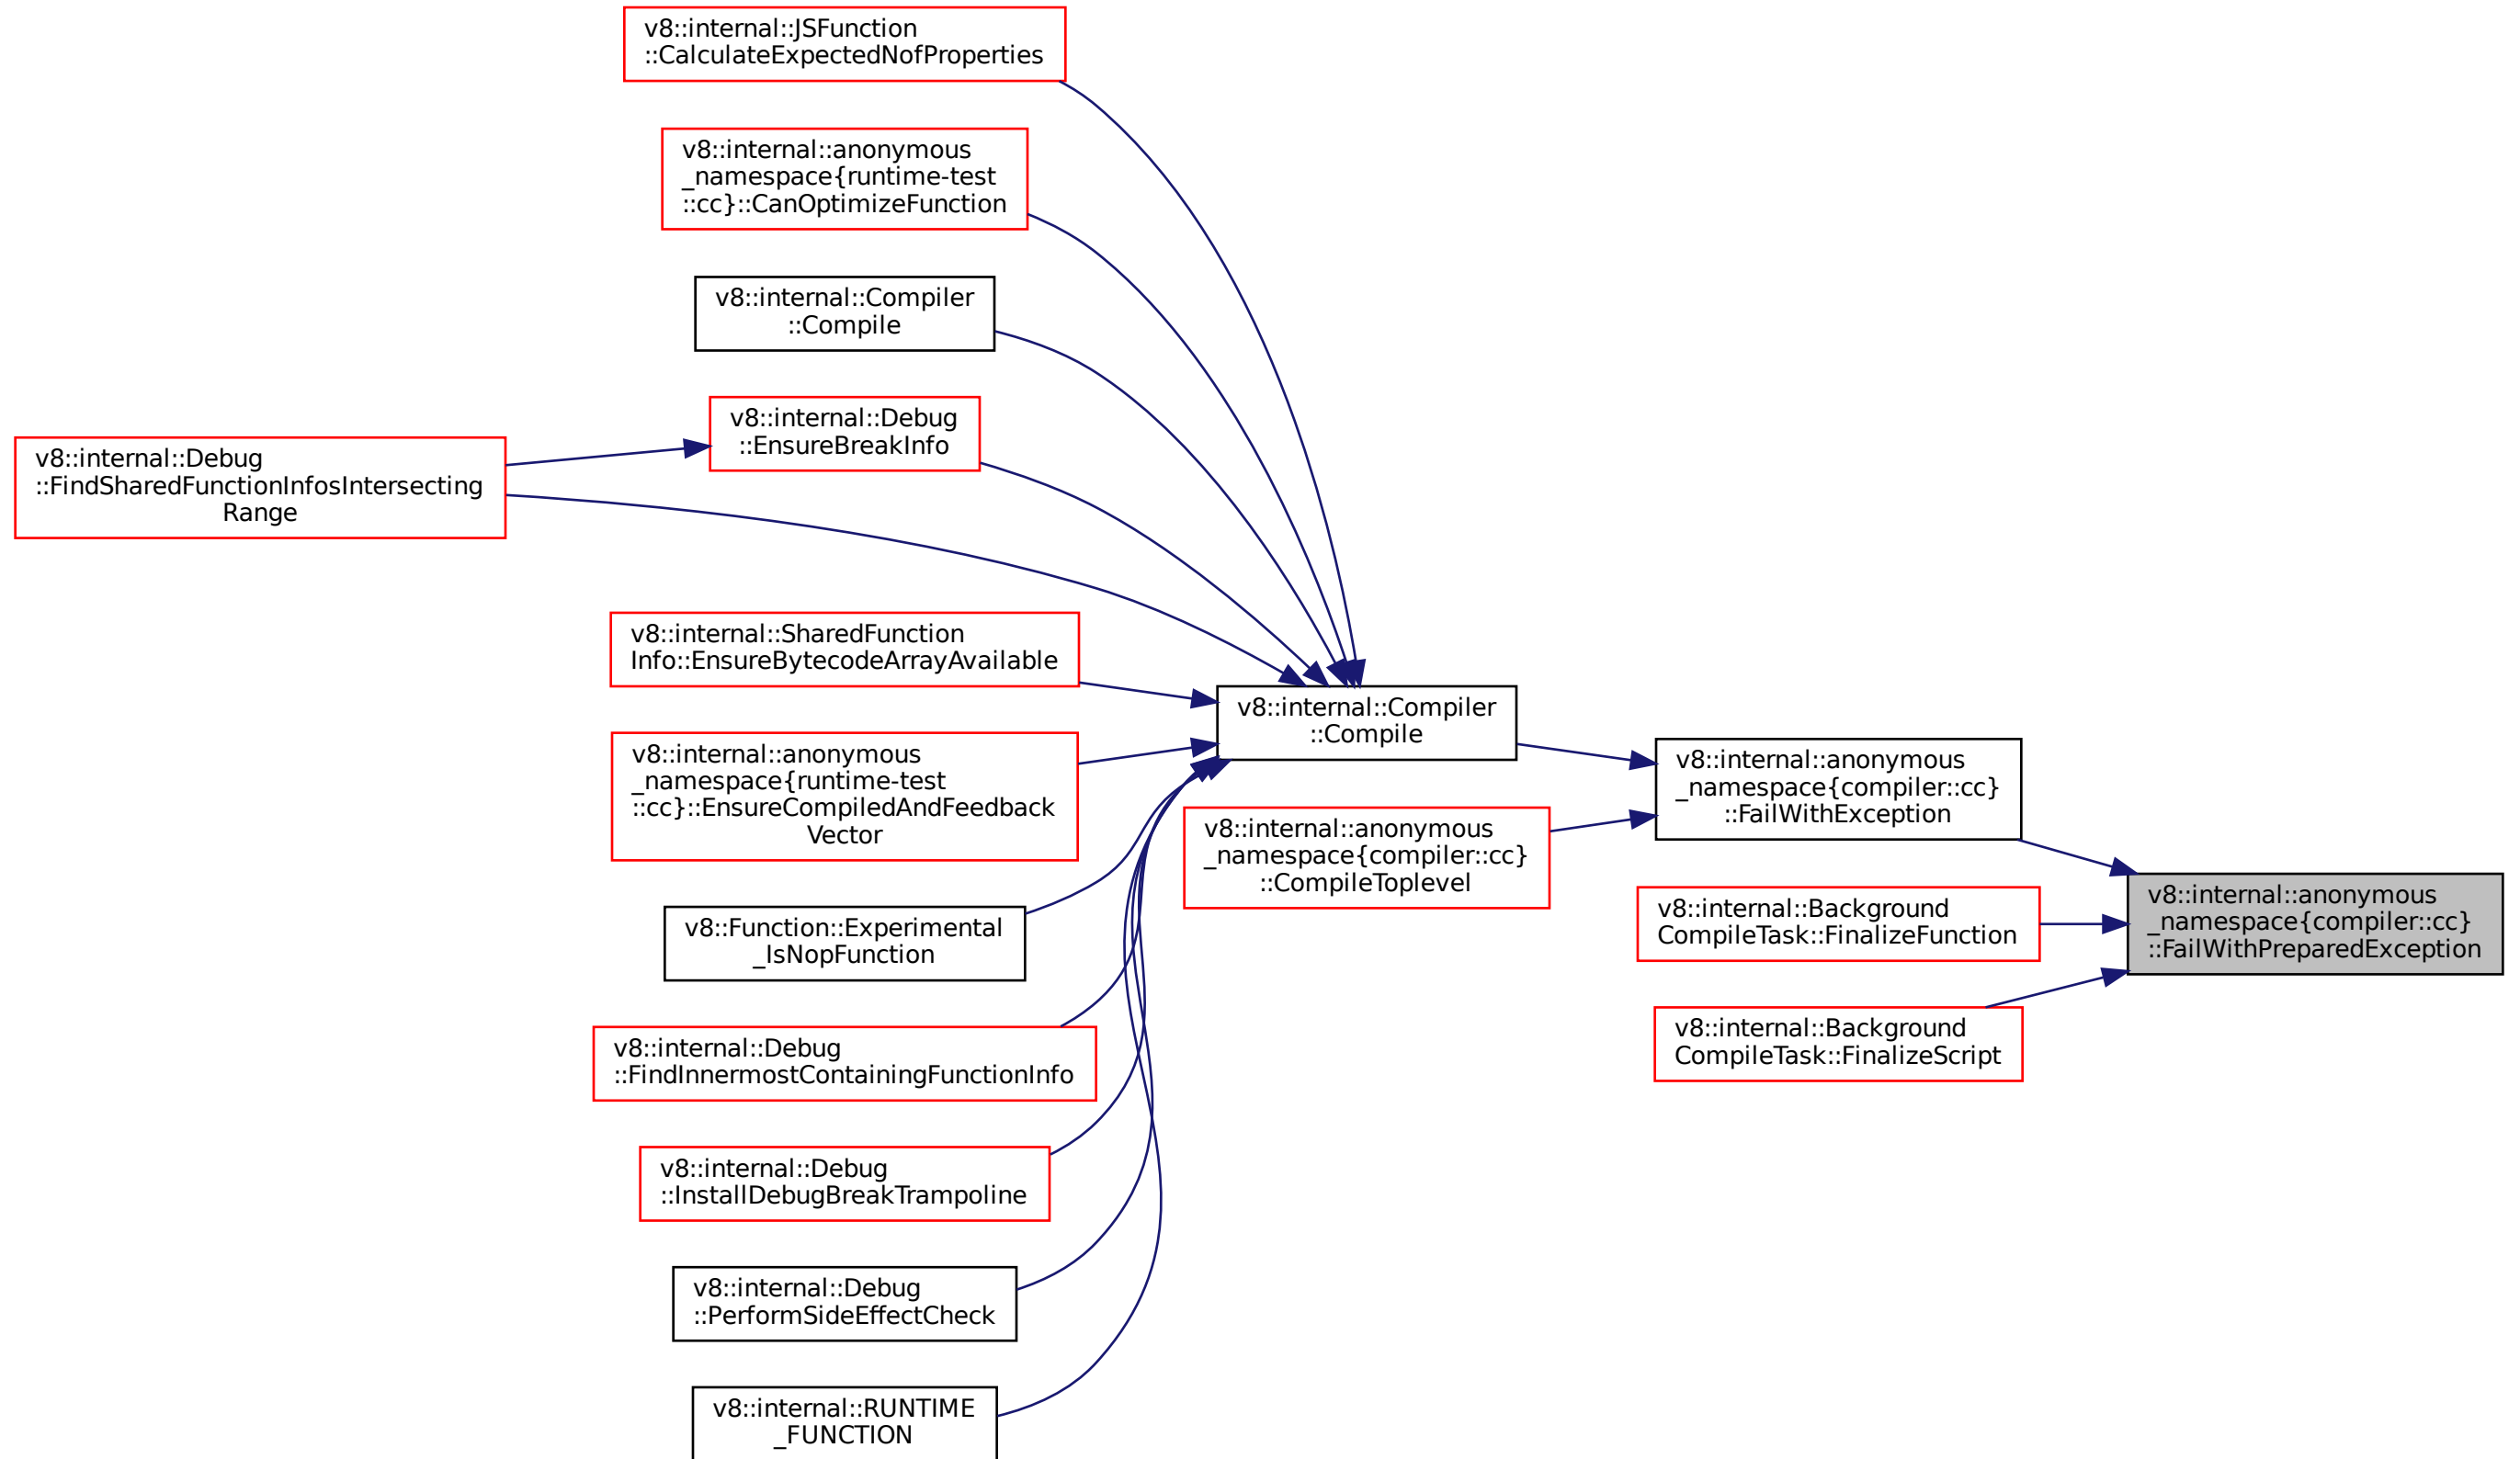 v8::internal::JSFunction
::CalculateExpectedNofProperties
v8::internal::anonymous
_namespace{runtime-test
::cc}::CanOptimizeFunction
v8::internal::Compiler
::Compile
v8::internal::Debug
::EnsureBreakInfo
v8::internal::Debug
::FindSharedFunctionInfosIntersecting
Range
v8::internal::SharedFunction
Info::EnsureBytecodeArrayAvailable
v8::internal::Compiler
::Compile
v8::internal::anonymous
_namespace{runtime-test
::cc}::EnsureCompiledAndFeedback
Vector
v8::internal::anonymous
_namespace{compiler::cc}
::FailWithException
v8::internal::anonymous
_namespace{compiler::cc}
::CompileToplevel
v8::internal::anonymous
_namespace{compiler::cc}
::FailWithPreparedException
v8::internal::Background
CompileTask::FinalizeFunction
v8::Function::Experimental
_IsNopFunction
v8::internal::Background
CompileTask::FinalizeScript
v8::internal::Debug
::FindInnermostContainingFunctionInfo
v8::internal::Debug
::InstallDebugBreakTrampoline
v8::internal::Debug
::PerformSideEffectCheck
v8::internal::RUNTIME
_FUNCTION